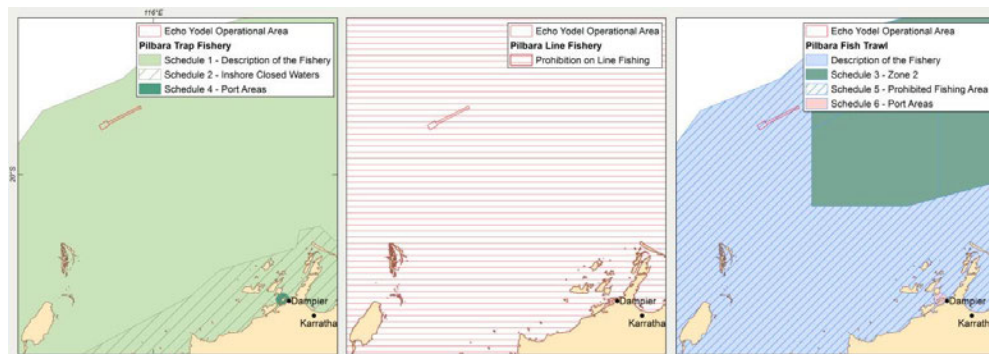 116°E
20°S
Echo Yodel Operational Area
Pilbara Trap Fishery
Schedule 1 - Description of the Fishery
Schedule 2 - Inshore Closed Waters
Schedule 4 - Port Areas
Dampier
Karratha
Echo Yodel Operational Area
Pilbara Line Fishery
Prohibition on Line Fishing
Dampier
Karratha
Echo Yodel Operational Area
Pilbara Fish Trawl
Description of the Fishery
Schedule 3 - Zone 2
Schedule 5 - Prohibited Fishing Area
Schedule 6 - Port Areas
Dampier
Karratha